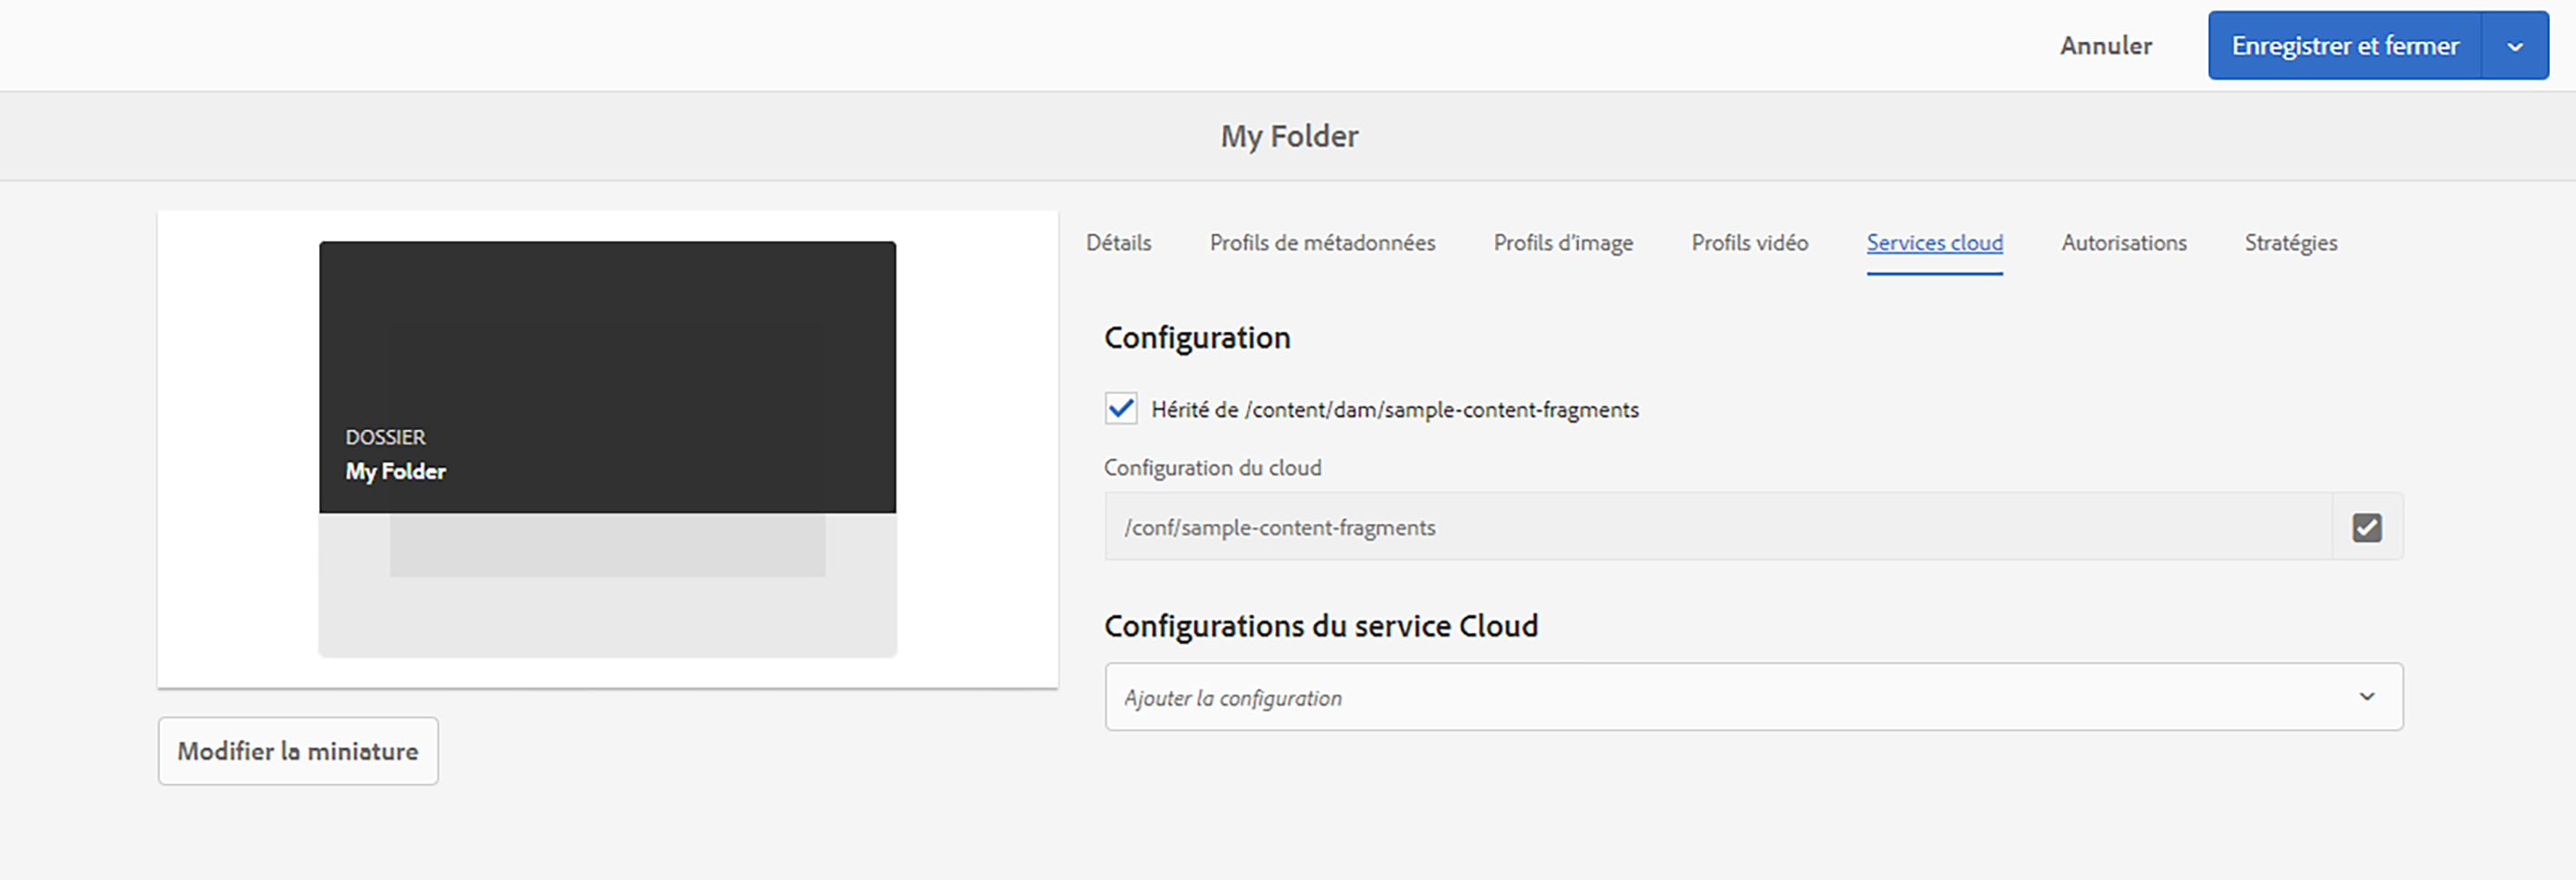 Annuler
Enregistrer et fermer
My Folder
DOSSIER
My Folder
Modifier la miniature
Détails
Profils de métadonnées
Profils d'image
Profils vidéo
Services cloud
Autorisations
Stratégies
Configuration
Hérité de /content/dam/sample-content-fragments
Configuration du cloud
/conf/sample-content-fragments
Configurations du service Cloud
Ajouter la configuration